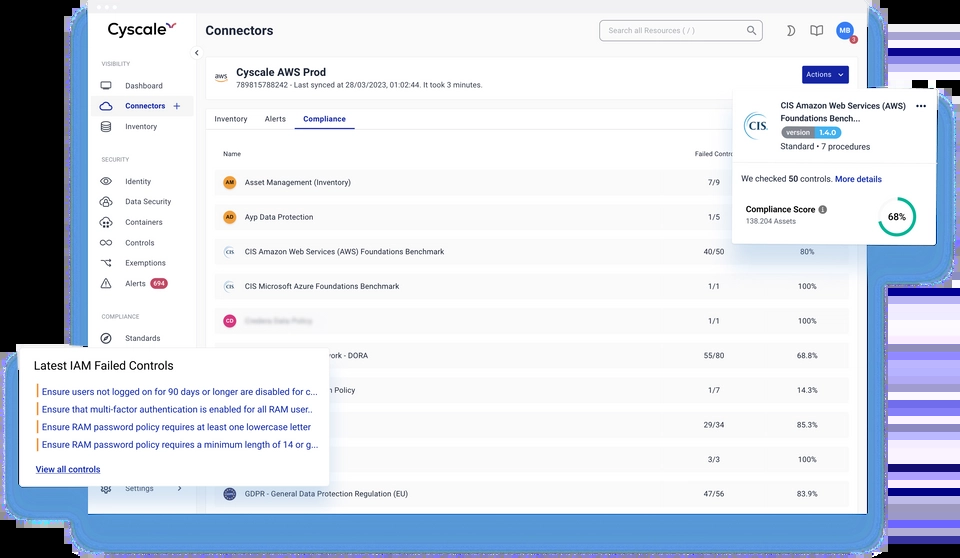 Cyscale
Connectors
Search all Resources ( / )
MB
VISIBILITY
Dashboard
Connectors +
Inventory
SECURITY
Identity
Data Security
Containers
Controls
Exemptions
Alerts 694
COMPLIANCE
Standards
Settings
aws
Cyscale AWS Prod
789815788242 - Last synced at 28/03/2023, 01:02:44. It took 3 minutes.
Actions
Inventory Alerts Compliance
Name Failed Contr
AM Asset Management (Inventory) 7/9
AD Ayp Data Protection 1/5
CIS. CIS Amazon Web Services (AWS) Foundations Benchmark 40/50 80%
CIS. CIS Microsoft Azure Foundations Benchmark 1/1 100%
CD 1/1 100%
ork - DORA 55/80 68.8%
n Policy 1/7 14.3%
29/34 85.3%
3/3 100%
GDPR - General Data Protection Regulation (EU) 47/56 83.9%
CIS.
CIS Amazon Web Services (AWS)
Foundations Bench...
version 1.4.0
Standard • 7 procedures
We checked 50 controls. More details
Compliance Score
138.204 Assets
68%
Latest IAM Failed Controls
Ensure users not logged on for 90 days or longer are disabled for c...
Ensure that multi-factor authentication is enabled for all RAM user..
Ensure RAM password policy requires at least one lowercase letter
Ensure RAM password policy requires a minimum length of 14 or g...
View all controls